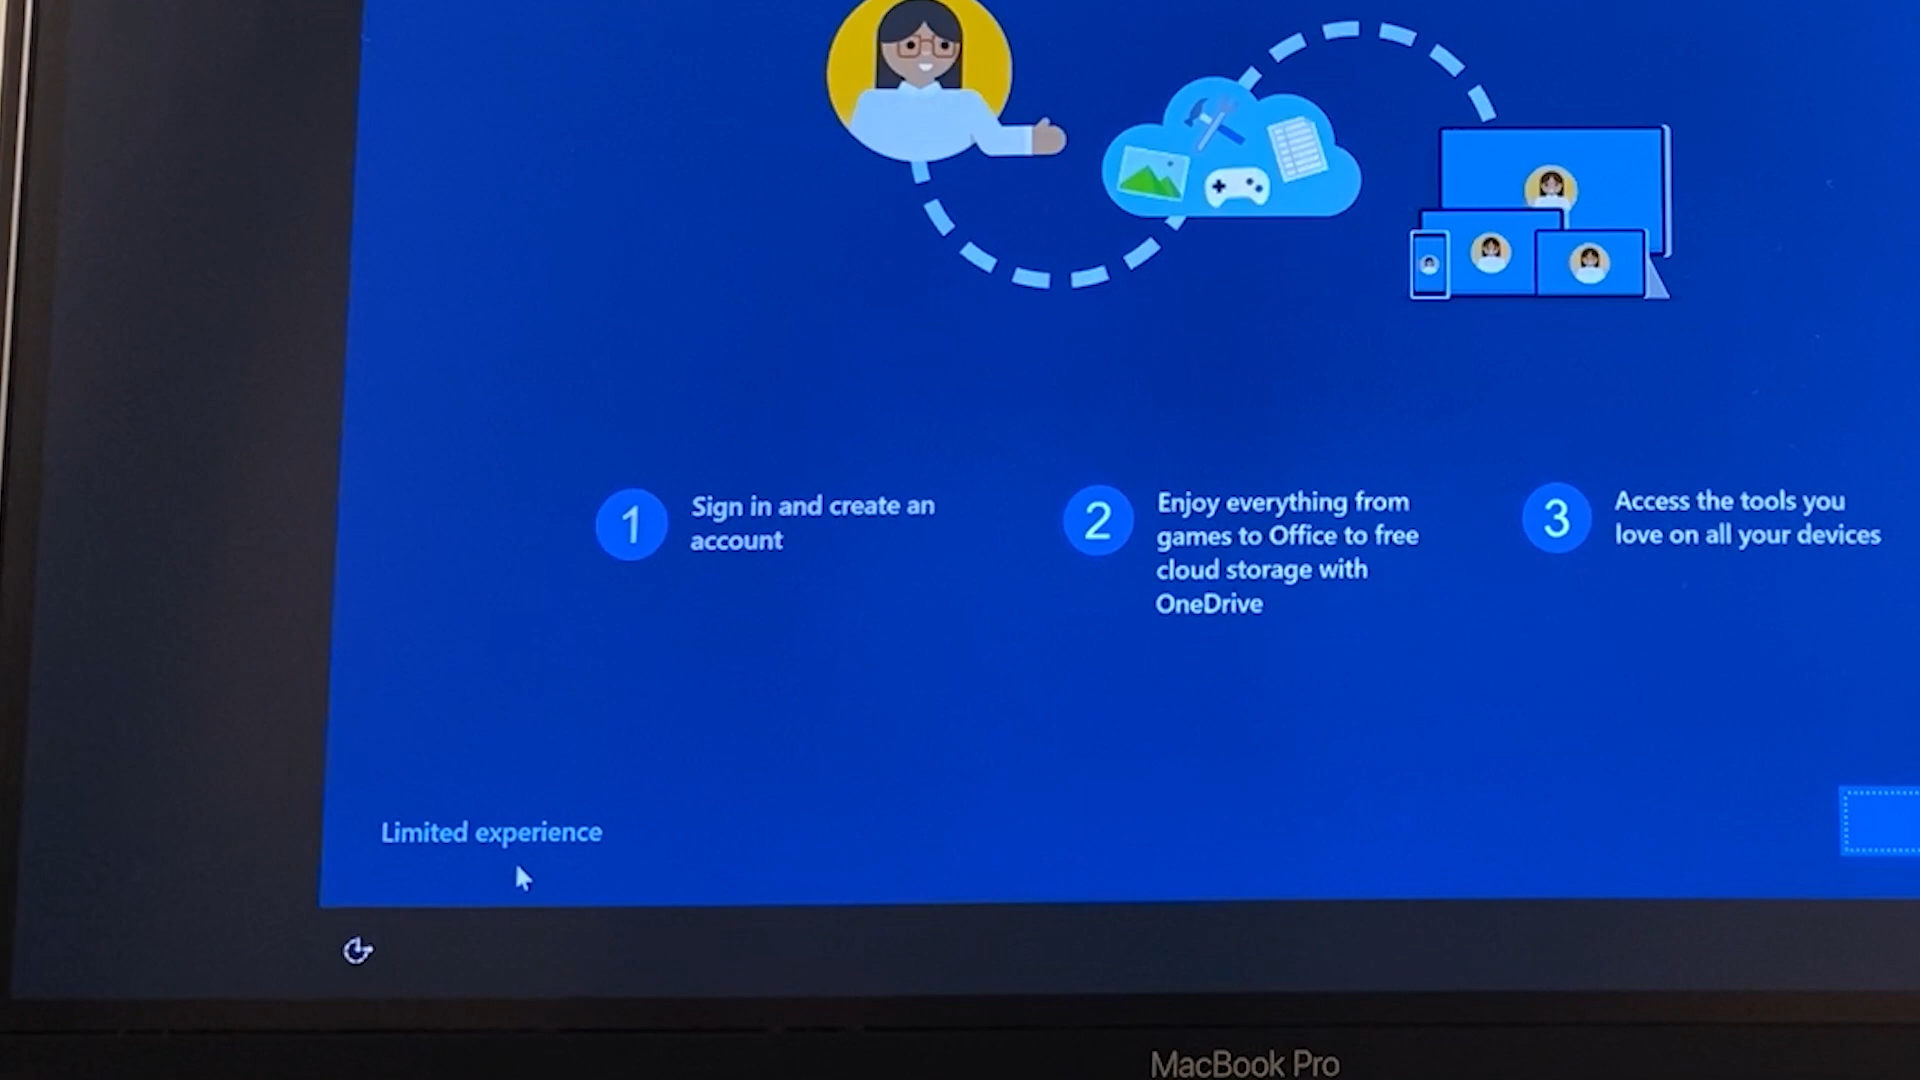 1
Sign in and create an
account
2
Enjoy everything from
games to Office to free
cloud storage with
OneDrive
3
Access the tools you
love on all your devices
Limited experience
MacBook Pro